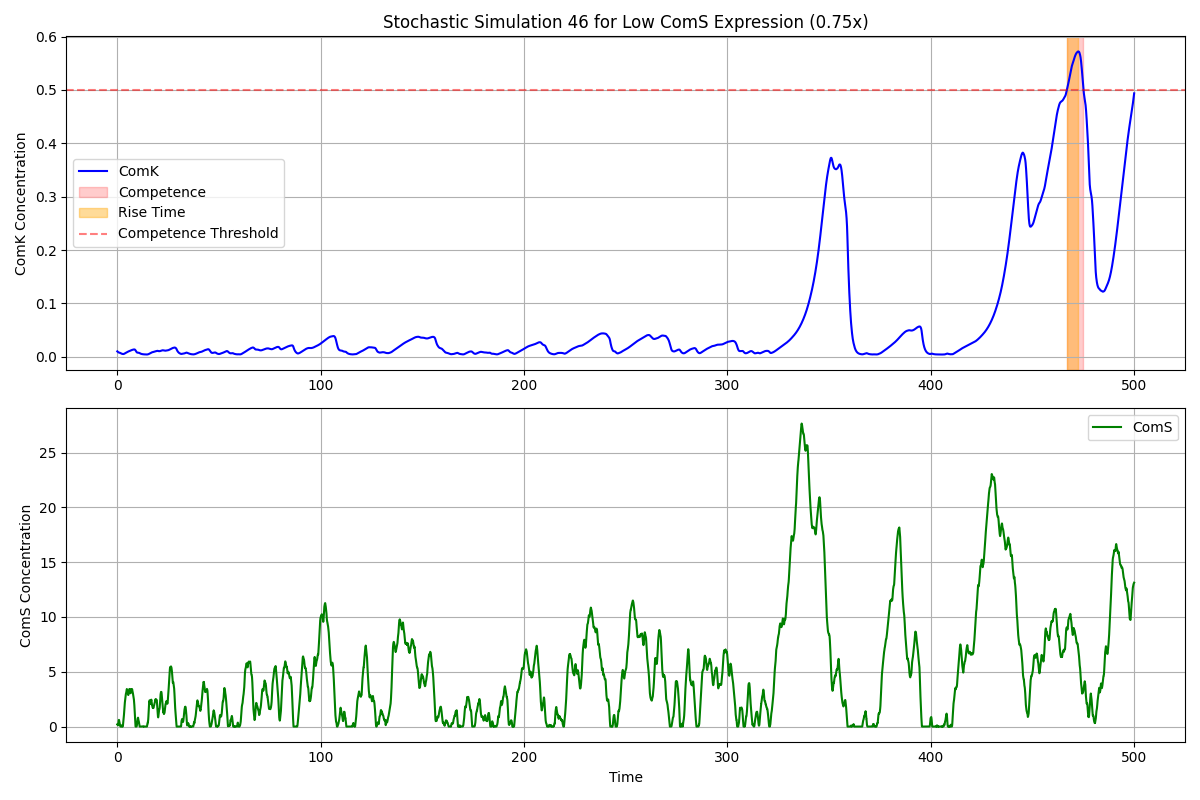 Stochastic Simulation 46 for Low ComS Expression (0.75x)
0.6
0.5
0.4
0.3
0.2
0.1
0.0
ComK Concentration
ComK
Competence
Rise Time
Competence Threshold
0 100 200 300 400 500
25
20
15
10
5
0
ComS Concentration
ComS
0 100 200 300 400 500
Time